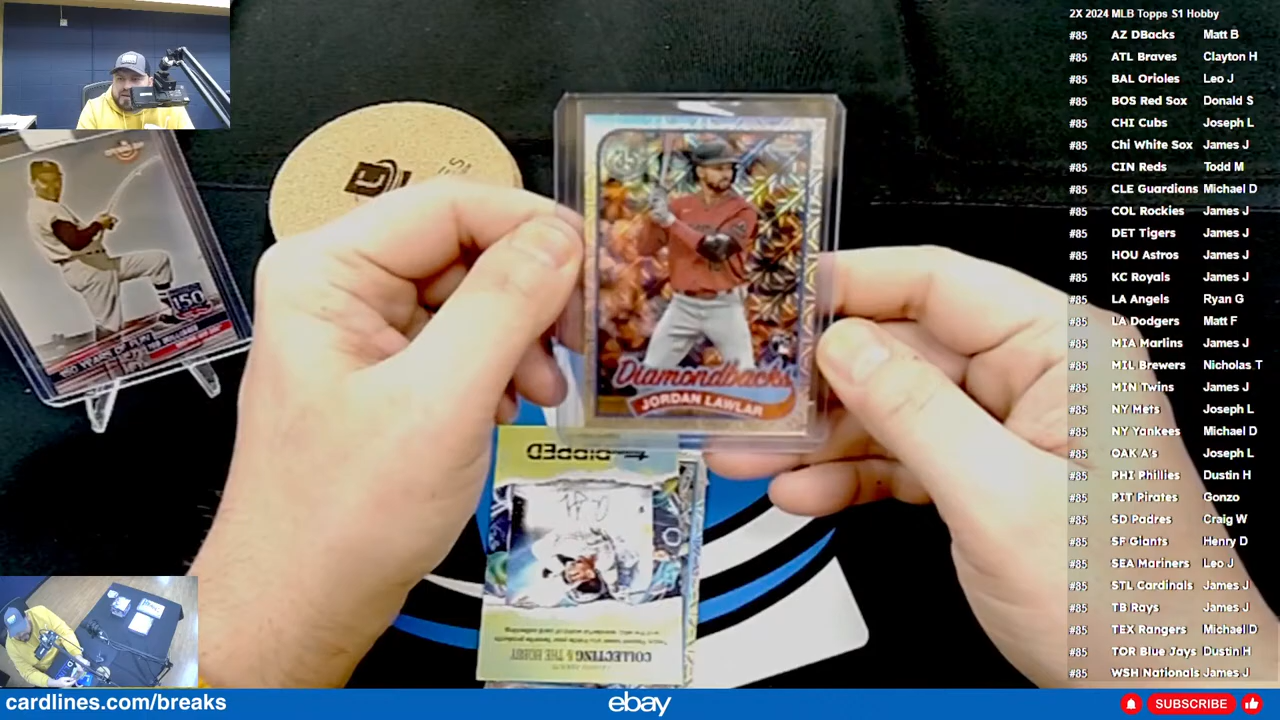 2X 2024 MLB Topps S1 Hobby
#85 AZ DBacks Matt B
#85 ATL Braves Clayton H
#85 BAL Orioles Leo J
#85 BOS Red Sox Donald S
#85 CHI Cubs Joseph L
#85 Chi White Sox James J
#85 CIN Reds Todd M
#85 CLE Guardians Michael D
#85 COL Rockies James J
#85 DET Tigers James J
#85 HOU Astros James J
#85 KC Royals James J
#85 LA Angels Ryan G
#85 LA Dodgers Matt F
#85 MIA Marlins James J
#85 MIL Brewers Nicholas T
#85 MIN Twins James J
#85 NY Mets Joseph L
#85 NY Yankees Michael D
#85 OAK A's Joseph L
#85 PHI Phillies Dustin H
#85 PIT Pirates Gonzo
#85 SD Padres Craig W
#85 SF Giants Henry D
#85 SEA Mariners Leo J
#85 STL Cardinals James J
#85 TB Rays James J
#85 TEX Rangers Michael D
#85 TOR Blue Jays Dustin H
#85 WSH Nationals James J
Diamondbacks
JORDAN LAWLAR
150
150 YEARS OF FUN
RIPPED
COLLECTING & THE HOBBY
cardlines.com/breaks
ebay
SUBSCRIBE